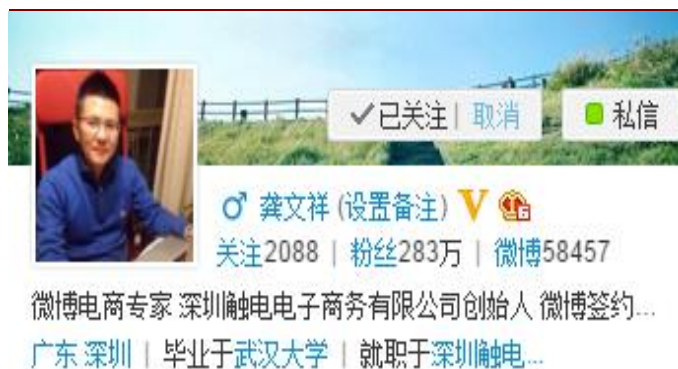 ✓已关注 | 取消 私信
♂ 龚文祥 (设置备注) V
关注2088 | 粉丝283万 | 微博58457
微博电商专家 深圳触电电子商务有限公司创始人 微博签约...
广东 深圳 | 毕业于武汉大学 | 就职于深圳触电...